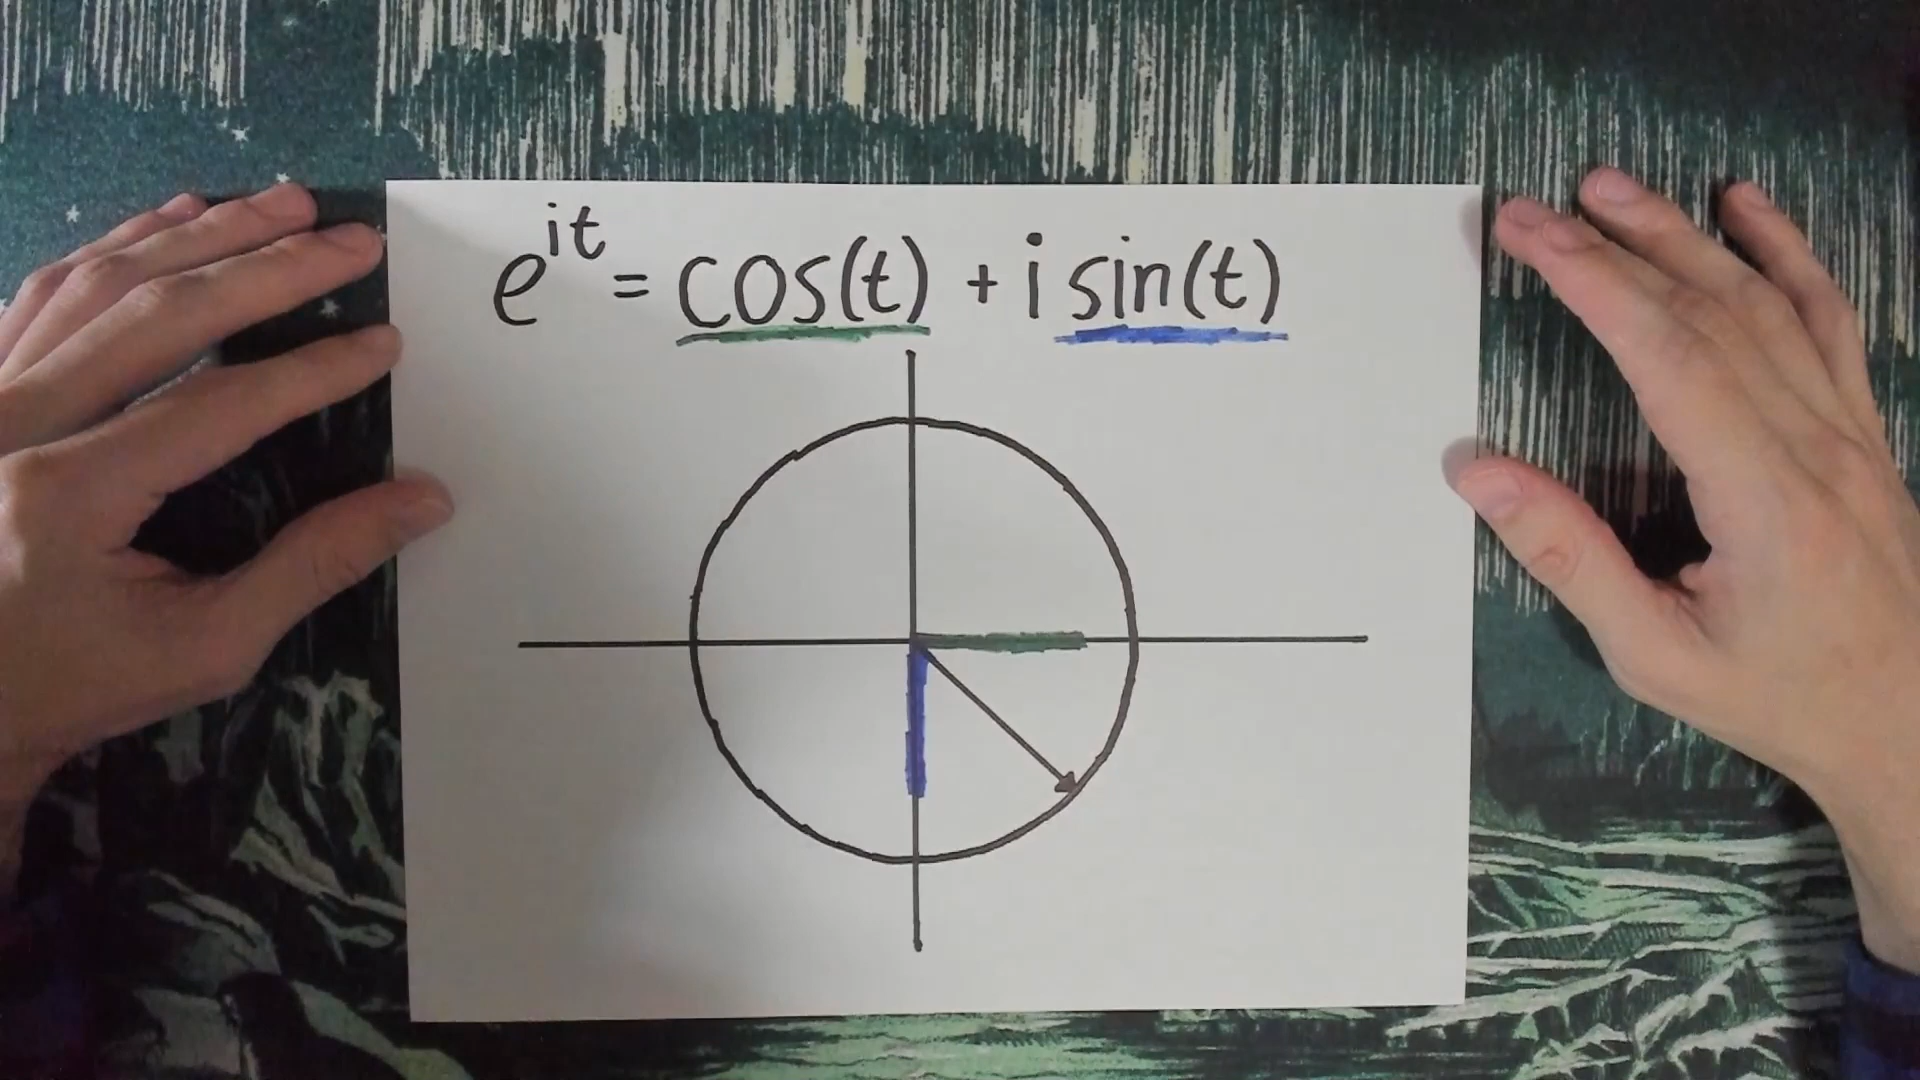 e^it = cos(t) + i sin(t)